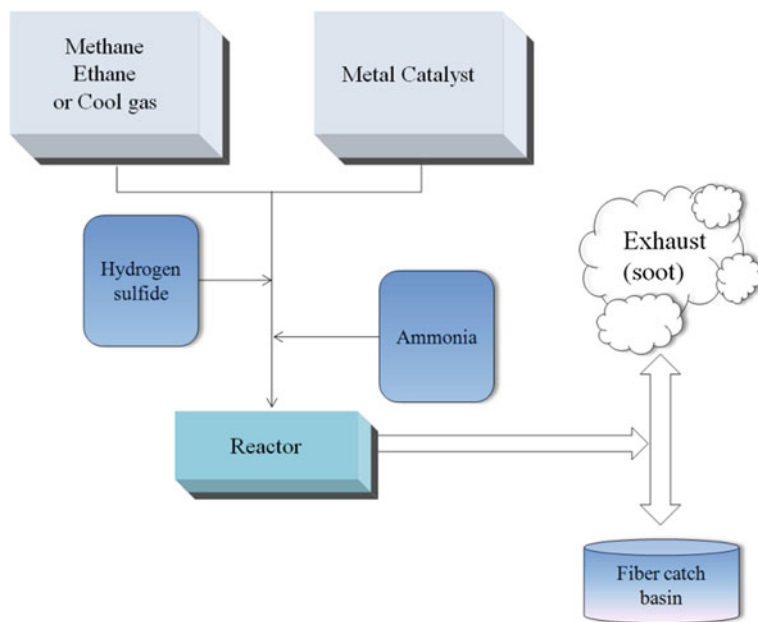 Methane
Ethane
or Cool gas
Metal Catalyst
Hydrogen
sulfide
Ammonia
Exhaust
(soot)
Reactor
Fiber catch
basin